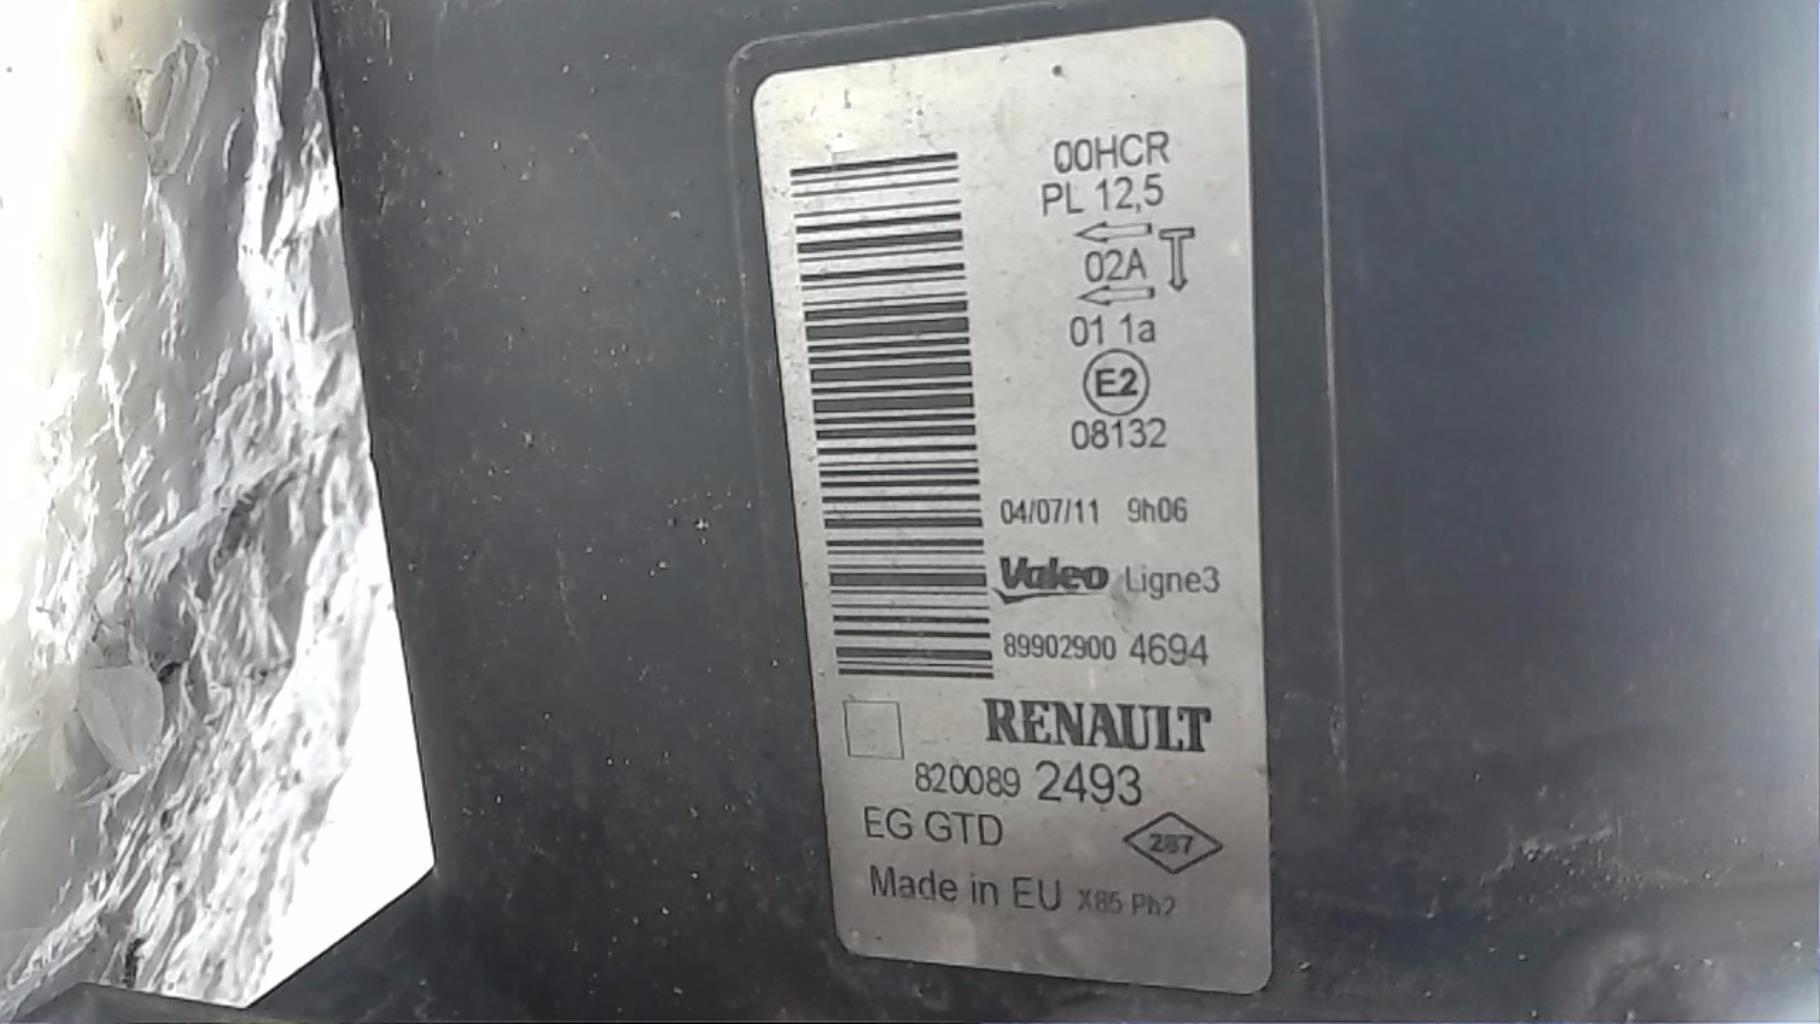 00HCR
PL 12,5
02A
01 1a
E2
08132
04/07/11 9h06
Valeo Ligne3
89902900 4694
RENAULT
820089 2493
EG GTD
287
Made in EU X85 Ph2